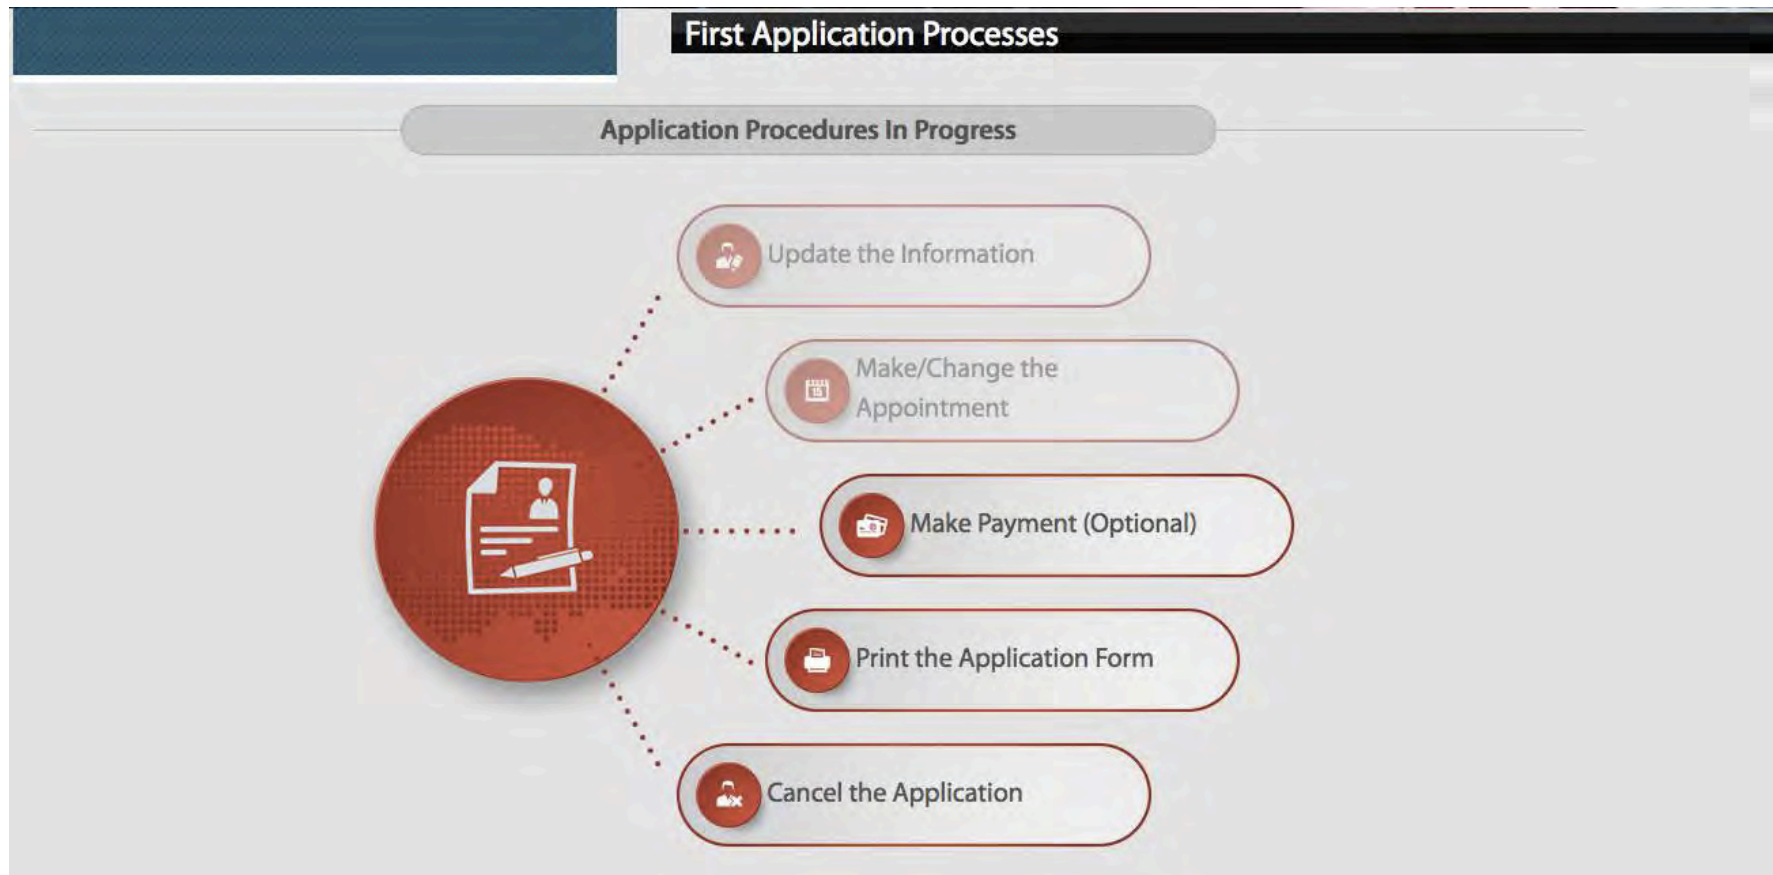 First Application Processes
Application Procedures In Progress
Update the Information
Make/Change the
Appointment
15
Make Payment (Optional)
Print the Application Form
Cancel the Application